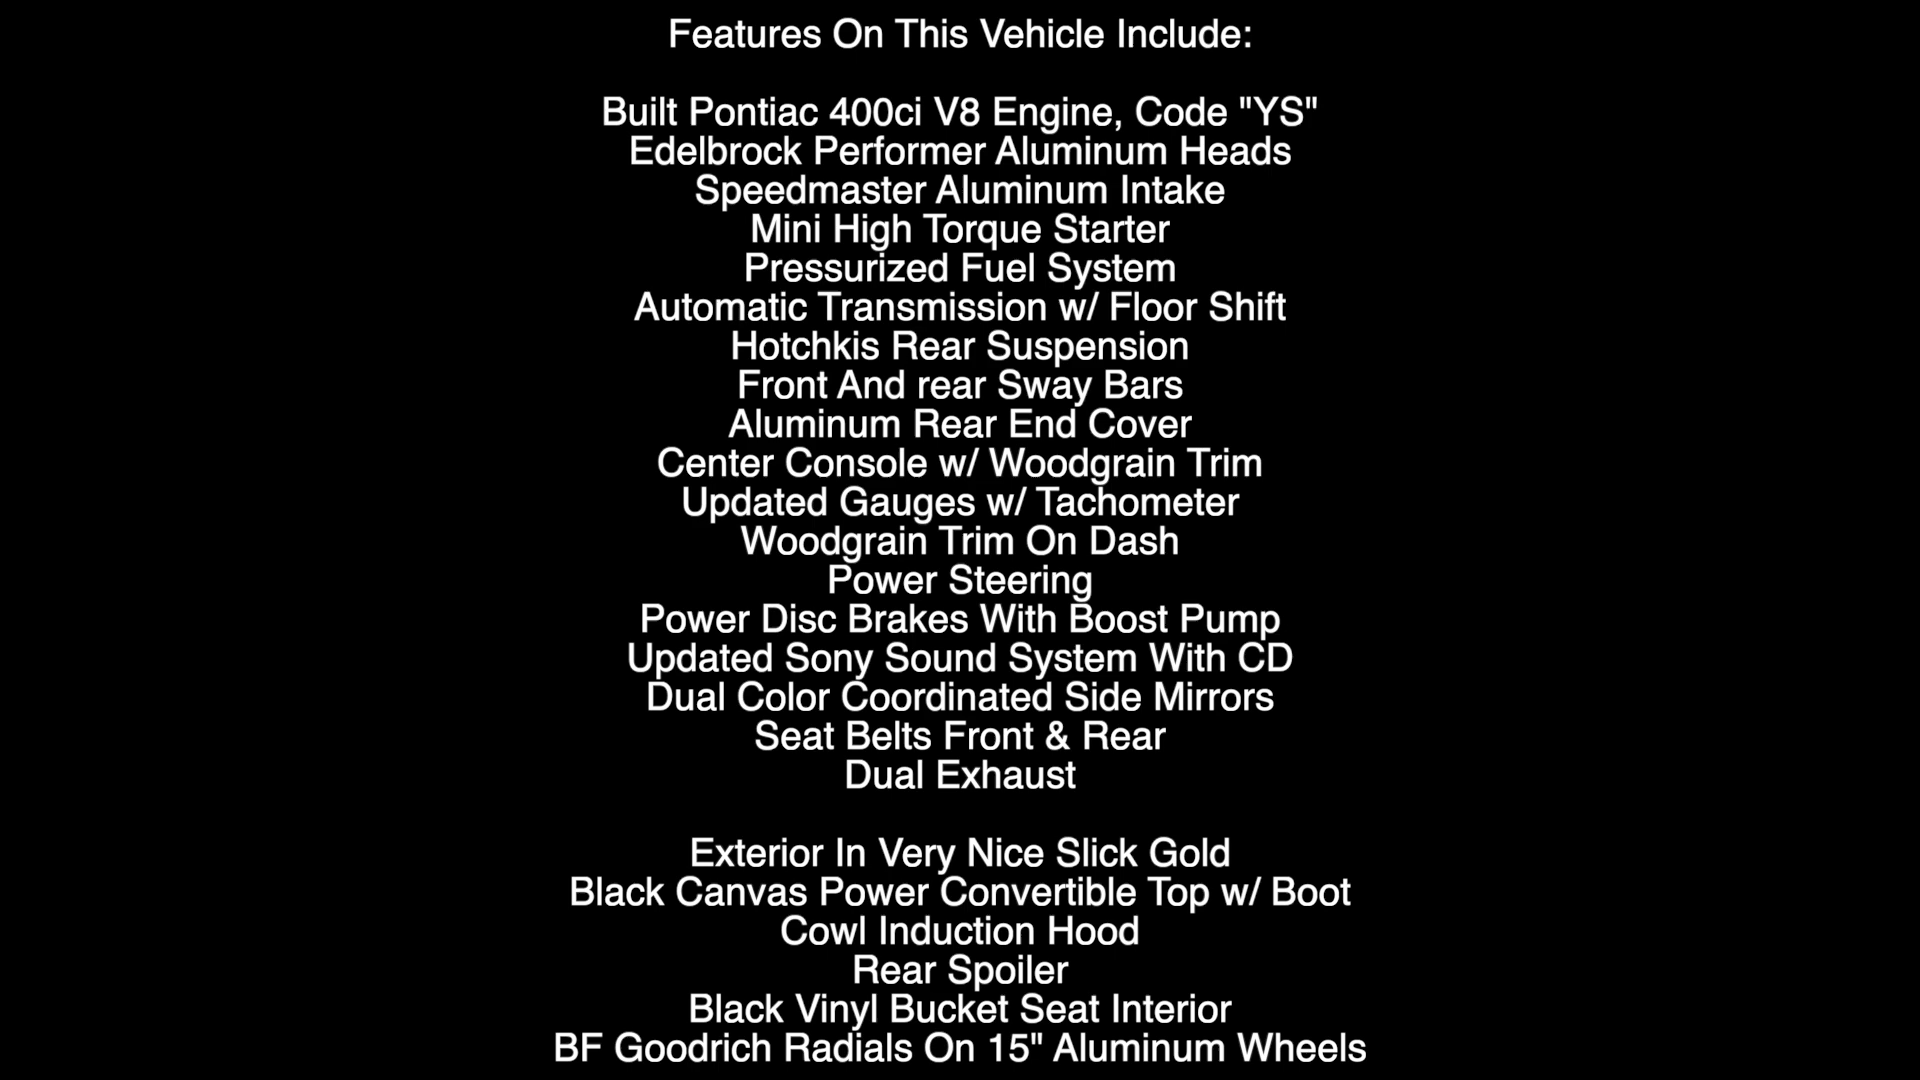 Features On This Vehicle Include:
Built Pontiac 400ci V8 Engine, Code "YS"
Edelbrock Performer Aluminum Heads
Speedmaster Aluminum Intake
Mini High Torque Starter
Pressurized Fuel System
Automatic Transmission w/ Floor Shift
Hotchkis Rear Suspension
Front And rear Sway Bars
Aluminum Rear End Cover
Center Console w/ Woodgrain Trim
Updated Gauges w/ Tachometer
Woodgrain Trim On Dash
Power Steering
Power Disc Brakes With Boost Pump
Updated Sony Sound System With CD
Dual Color Coordinated Side Mirrors
Seat Belts Front & Rear
Dual Exhaust
Exterior In Very Nice Slick Gold
Black Canvas Power Convertible Top w/ Boot
Cowl Induction Hood
Rear Spoiler
Black Vinyl Bucket Seat Interior
BF Goodrich Radials On 15" Aluminum Wheels